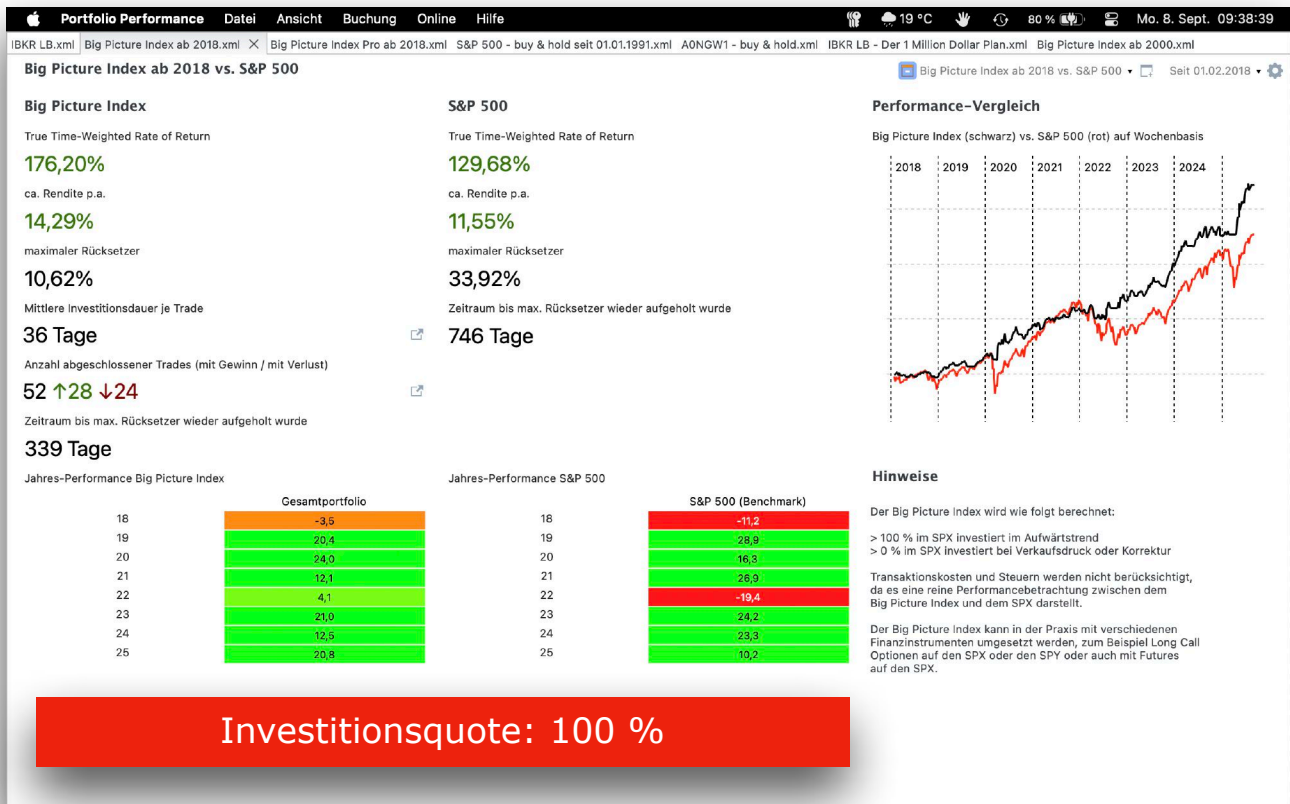 Portfolio Performance Datei Ansicht Buchung Online Hilfe 19 °C 80 % Mo. 8. Sept. 09:38:39
IBKR LB.xml Big Picture Index ab 2018.xml Big Picture Index Pro ab 2018.xml S&P 500 - buy & hold seit 01.01.1991.xml A0NGW1 - buy & hold.xml IBKR LB - Der 1 Million Dollar Plan.xml Big Picture Index ab 2000.xml
Big Picture Index ab 2018 vs. S&P 500
Big Picture Index ab 2018 vs. S&P 500 Seit 01.02.2018
Big Picture Index
True Time-Weighted Rate of Return
176,20%
ca. Rendite p.a.
14,29%
maximaler Rücksetzer
10,62%
Mittlere Investitionsdauer je Trade
36 Tage
Anzahl abgeschlossener Trades (mit Gewinn / mit Verlust)
52 ↑28 ↓24
Zeitraum bis max. Rücksetzer wieder aufgeholt wurde
339 Tage
Jahres-Performance Big Picture Index
Gesamtportfolio
18 -3,5
19 20,4
20 24,0
21 12,1
22 4,1
23 21,0
24 12,5
25 20,8
S&P 500
True Time-Weighted Rate of Return
129,68%
ca. Rendite p.a.
11,55%
maximaler Rücksetzer
33,92%
Zeitraum bis max. Rücksetzer wieder aufgeholt wurde
746 Tage
Jahres-Performance S&P 500
S&P 500 (Benchmark)
18 -11,2
19 28,9
20 16,3
21 26,9
22 -19,4
23 24,2
24 23,3
25 10,2
Performance-Vergleich
Big Picture Index (schwarz) vs. S&P 500 (rot) auf Wochenbasis
2018 2019 2020 2021 2022 2023 2024
Hinweise
Der Big Picture Index wird wie folgt berechnet:
> 100 % im SPX investiert im Aufwärtstrend
> 0 % im SPX investiert bei Verkaufsdruck oder Korrektur
Transaktionskosten und Steuern werden nicht berücksichtigt,
da es eine reine Performancebetrachtung zwischen dem
Big Picture Index und dem SPX darstellt.
Der Big Picture Index kann in der Praxis mit verschiedenen
Finanzinstrumenten umgesetzt werden, zum Beispiel Long Call
Optionen auf den SPX oder den SPY oder auch mit Futures
auf den SPX.
Investitionsquote: 100 %